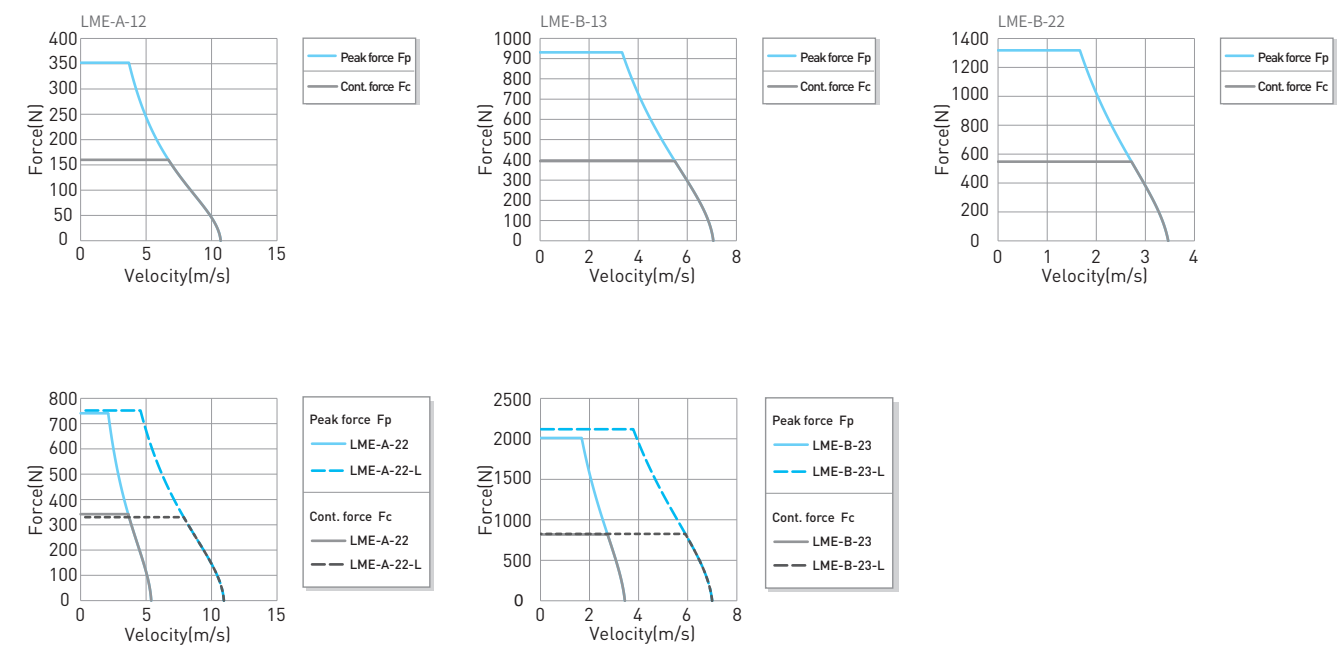 LME-A-12
400
350
300
250
200
150
100
50
0
0 5 10 15
Force(N)
Velocity(m/s)
Peak force Fp
Cont. force Fc
LME-B-13
1000
900
800
700
600
500
400
300
200
100
0
0 2 4 6 8
Force(N)
Velocity(m/s)
Peak force Fp
Cont. force Fc
LME-B-22
1400
1200
1000
800
600
400
200
0
0 1 2 3 4
Force(N)
Velocity(m/s)
Peak force Fp
Cont. force Fc
800
700
600
500
400
300
200
100
0
0 5 10 15
Force(N)
Velocity(m/s)
Peak force Fp
LME-A-22
LME-A-22-L
Cont. force Fc
LME-A-22
LME-A-22-L
2500
2000
1500
1000
500
0
0 2 4 6 8
Force(N)
Velocity(m/s)
Peak force Fp
LME-B-23
LME-B-23-L
Cont. force Fc
LME-B-23
LME-B-23-L